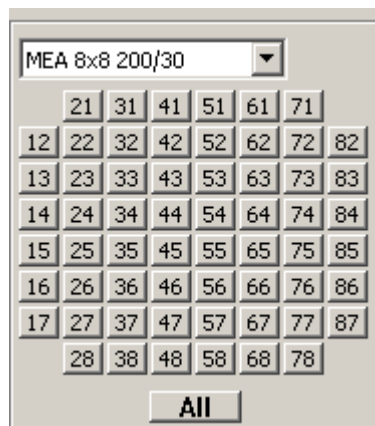 MEA 8x8 200/30
21 31 41 51 61 71
12 22 32 42 52 62 72 82
13 23 33 43 53 63 73 83
14 24 34 44 54 64 74 84
15 25 35 45 55 65 75 85
16 26 36 46 56 66 76 86
17 27 37 47 57 67 77 87
28 38 48 58 68 78
All